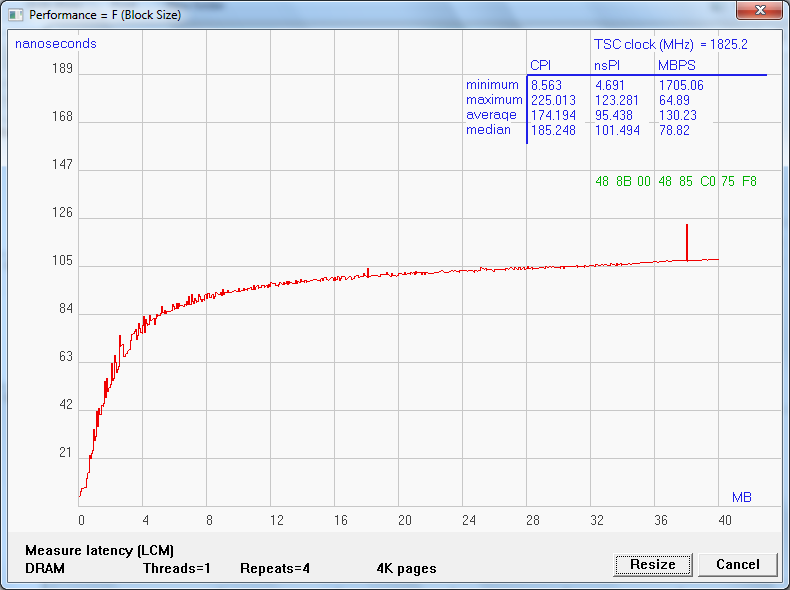 Performance = F (Block Size)
nanoseconds
TSC clock (MHz) = 1825.2
CPI nsPI MBPS
minimum 8.563 4.691 1705.06
maximum 225.013 123.281 64.89
average 174.194 95.438 130.23
median 185.248 101.494 78.82
48 8B 00 48 85 C0 75 F8
189
168
147
126
105
84
63
42
21
MB
0 4 8 12 16 20 24 28 32 36 40
Measure latency (LCM)
DRAM Threads=1 Repeats=4 4K pages
Resize Cancel